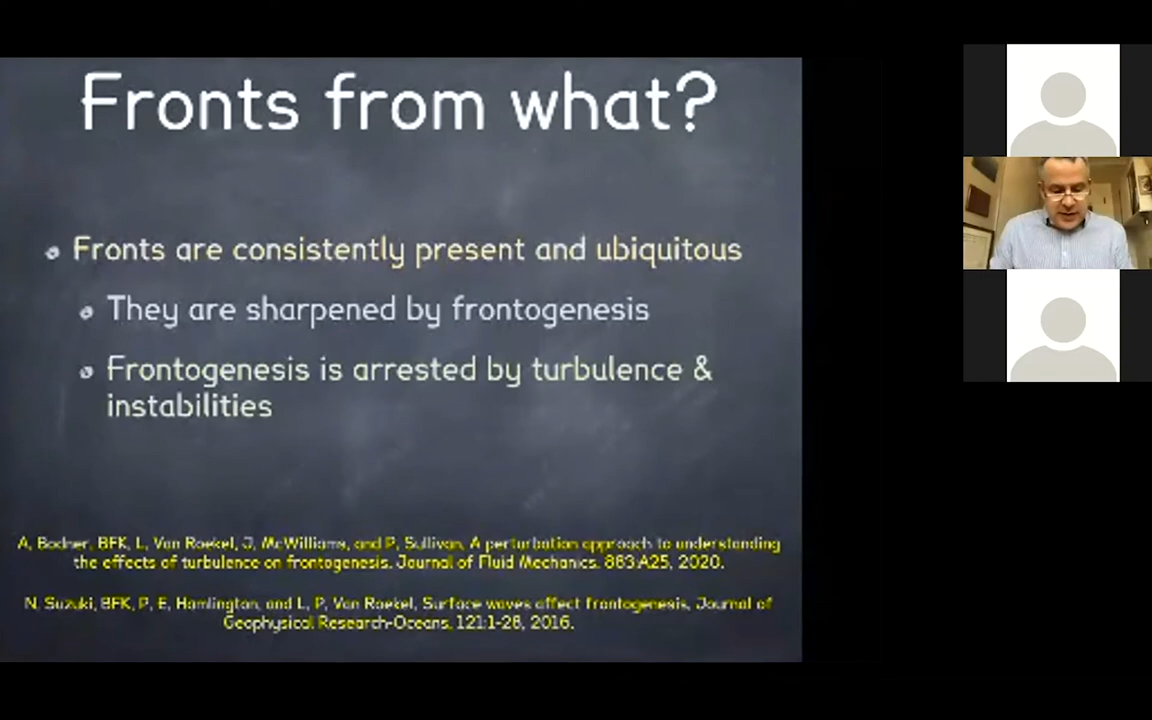 Fronts from what?
Fronts are consistently present and ubiquitous
They are sharpened by frontogenesis
Frontogenesis is arrested by turbulence &
instabilities
A. Bodner, BFK, L. Van Roekel, J. McWilliams, and P. Sullivan. A perturbation approach to understanding
the effects of turbulence on frontogenesis. Journal of Fluid Mechanics. 883:A25, 2020.
N. Suzuki, BFK, P. E. Hamlington, and L. P. Van Roekel. Surface waves affect frontogenesis. Journal of
Geophysical Research-Oceans, 121:1-28, 2016.